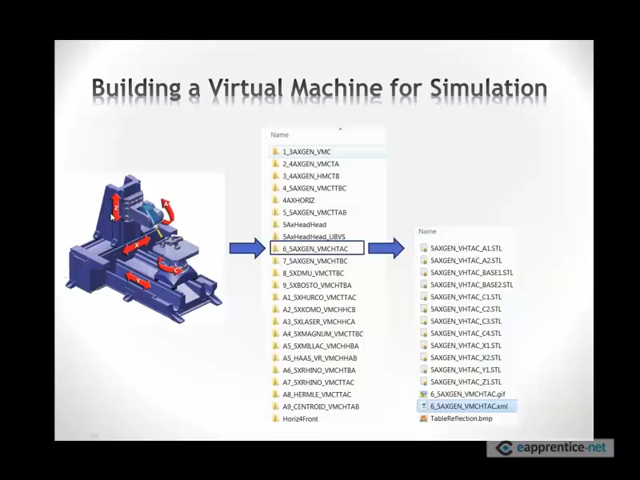 Building a Virtual Machine for Simulation
Name
1_3AXGEN_VMC
2_4AXGEN_VMCTA
3_4AXGEN_HMCTB
4_5AXGEN_VMCTTBC
4AXHORIZ
5_5AXGEN_VMCTTAB
5AxHeadHead
5AxHeadHead_UBVS
6_5AXGEN_VMCHTAC
7_5AXGEN_VMCHTBC
8_5XDMU_VMCTTBC
9_5XBOSTO_VMCHTBA
A1_5XHURCO_VMCTTAC
A2_5XKOMO_VMCHHCB
A3_5XLASER_VMCHHCA
A4_5XMAGNUM_VMCTTBC
A5_5XMILLAC_VMCHHBA
A5_HAAS_VR_VMCHHAB
A6_5XRHINO_VMCHTBA
A7_5XRHINO_VMCTTAC
A8_HERMLE_VMCTTAC
A9_CENTROID_VMCHTAB
Horiz4Front
Name
5AXGEN_VHTAC_A1.STL
5AXGEN_VHTAC_A2.STL
5AXGEN_VHTAC_BASE1.STL
5AXGEN_VHTAC_BASE2.STL
5AXGEN_VHTAC_C1.STL
5AXGEN_VHTAC_C2.STL
5AXGEN_VHTAC_C3.STL
5AXGEN_VHTAC_C4.STL
5AXGEN_VHTAC_X1.STL
5AXGEN_VHTAC_X2.STL
5AXGEN_VHTAC_Y1.STL
5AXGEN_VHTAC_Z1.STL
6_5AXGEN_VMCHTAC.gif
6_5AXGEN_VMCHTAC.xml
TableReflection.bmp
Z
X
eapprentice.net